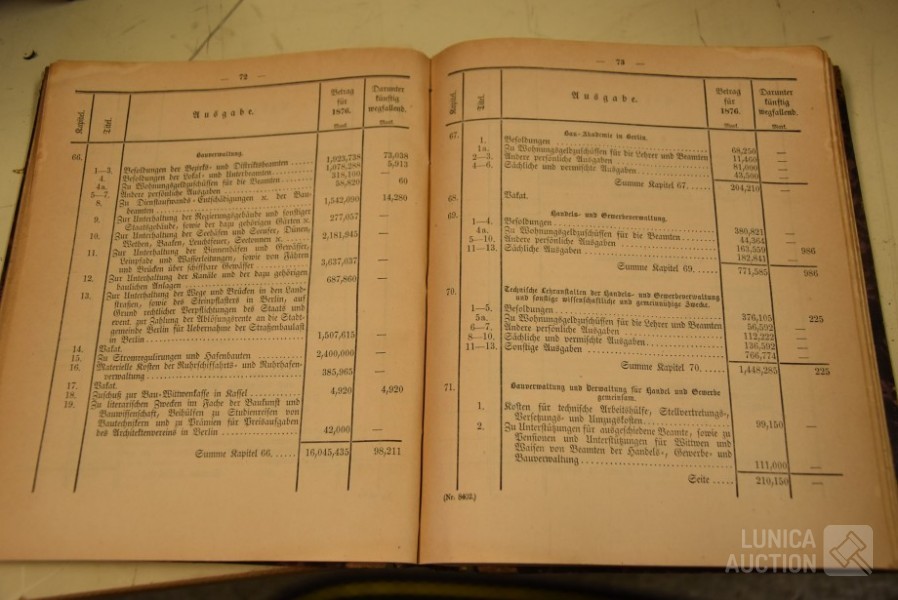 — 72 —
Kapitel.
Titel.
Ausgabe.
Betrag für 1876.
Mark.
Darunter künftig wegfallend.
Mark.
66.
Bauverwaltung.
1—3. Besoldungen der Bezirks- und Distriktsbeamten 1,923,738 73,038
4. Besoldungen der Lokal- und Unterbeamten 1,078,288 5,913
4a. Zu Wohnungsgeldzuschüssen für die Beamten 318,100 —
5—7. Andere persönliche Ausgaben 58,820 60
8. Zu Dienstaufwands-Entschädigungen ꝛc. der Bau-
beamten 1,542,090 14,280
9. Zur Unterhaltung der Regierungsgebäude und sonstiger
Staatsgebäude, sowie der dazu gehörigen Gärten ꝛc. 277,057 —
10. Zur Unterhaltung der Seehäfen und Seeufer, Dünen,
Baaken, Leuchtfeuer, Seetonnen ꝛc. 2,181,945 —
11. Zur Unterhaltung der Binnenhäfen und Gewässer,
Leinpfade und Wasserleitungen, sowie von Fähren
und Brücken über schiffbare Gewässer 3,637,637 —
12. Zur Unterhaltung der Kanäle und der dazu gehörigen
baulichen Anlagen 687,860 —
13. Zur Unterhaltung der Wege und Brücken in den Land-
straßen, sowie des Steinpflasters in Berlin, auf
Grund rechtlicher Verpflichtungen des Staats und
event. zur Zahlung der Ablösungsrente an die Stadt-
gemeinde Berlin für Uebernahme der Straßenbaulast
in Berlin 1,507,615 —
14. Vakat.
15. Zu Stromregulirungen und Hafenbauten 2,400,000 —
16. Materielle Kosten der Ruhrschiffahrts- und Ruhrhafen-
verwaltung 385,965 —
17. Vakat.
18. Zuschuß zur Bau-Wittwenkasse in Kassel 4,920 4,920
19. Zu literarischen Zwecken im Fache der Baukunst und
Bauwissenschaft, Beihülfen zu Studienreisen von
Bautechnikern und zu Prämien für Preisaufgaben
des Architektenvereins in Berlin 42,000 —
Summe Kapitel 66. 16,045,435 98,211
— 73 —
Kapitel.
Titel.
Ausgabe.
Betrag für 1876.
Mark.
Darunter künftig wegfallend.
Mark.
67.
Bau-Akademie in Berlin.
1. Besoldungen 68,250 —
1a. Zu Wohnungsgeldzuschüssen für die Lehrer und Beamten 11,460 —
2—3. Andere persönliche Ausgaben 81,000 —
4—6. Sächliche und vermischte Ausgaben 43,500 —
Summe Kapitel 67. 204,210 —
68. Vakat.
69.
Handels- und Gewerbeverwaltung.
1—4. Besoldungen 380,821 —
4a. Zu Wohnungsgeldzuschüssen für die Beamten 44,364 —
5—10. Andere persönliche Ausgaben 163,559 986
11—13. Sächliche Ausgaben 182,841 —
Summe Kapitel 69. 771,585 986
70.
Technische Lehranstalten der Handels- und Gewerbeverwaltung
und sonstige wissenschaftliche und gemeinnützige Zwecke.
1—5. Besoldungen 376,105 225
5a. Zu Wohnungsgeldzuschüssen für die Lehrer und Beamten 56,592 —
6—7. Andere persönliche Ausgaben 112,222 —
8—10. Sächliche und vermischte Ausgaben 136,592 —
11—13. Sonstige Ausgaben 766,774 —
Summe Kapitel 70. 1,448,285 225
71.
Bauverwaltung und Verwaltung für Handel und Gewerbe
gemeinsam.
1. Kosten für technische Arbeitshülfe, Stellvertretungs-,
Versetzungs- und Umzugskosten 99,150 —
2. Zu Unterstützungen für ausgeschiedene Beamte, sowie zu
Pensionen und Unterstützungen für Wittwen und
Waisen von Beamten der Handels-, Gewerbe- und
Bauverwaltung 111,000 —
Seite 210,150 —
LUNICA
AUCTION